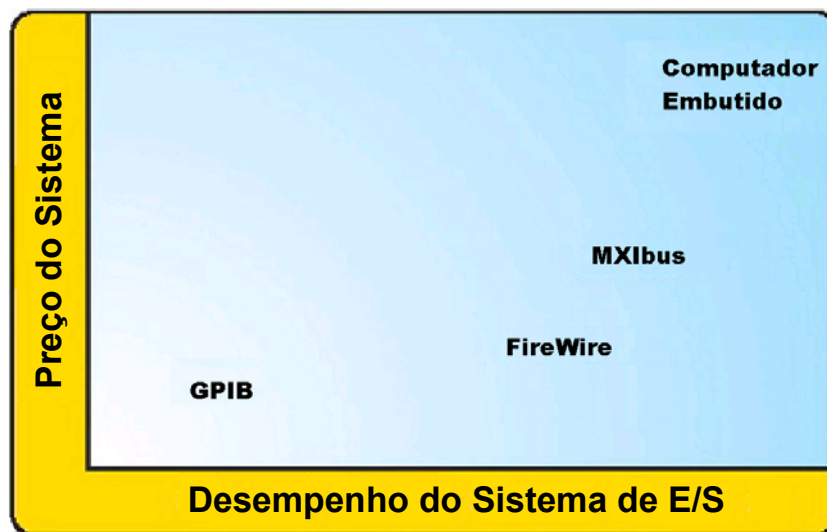 Preço do Sistema
Computador
Embutido
MXIbus
FireWire
GPIB
Desempenho do Sistema de E/S